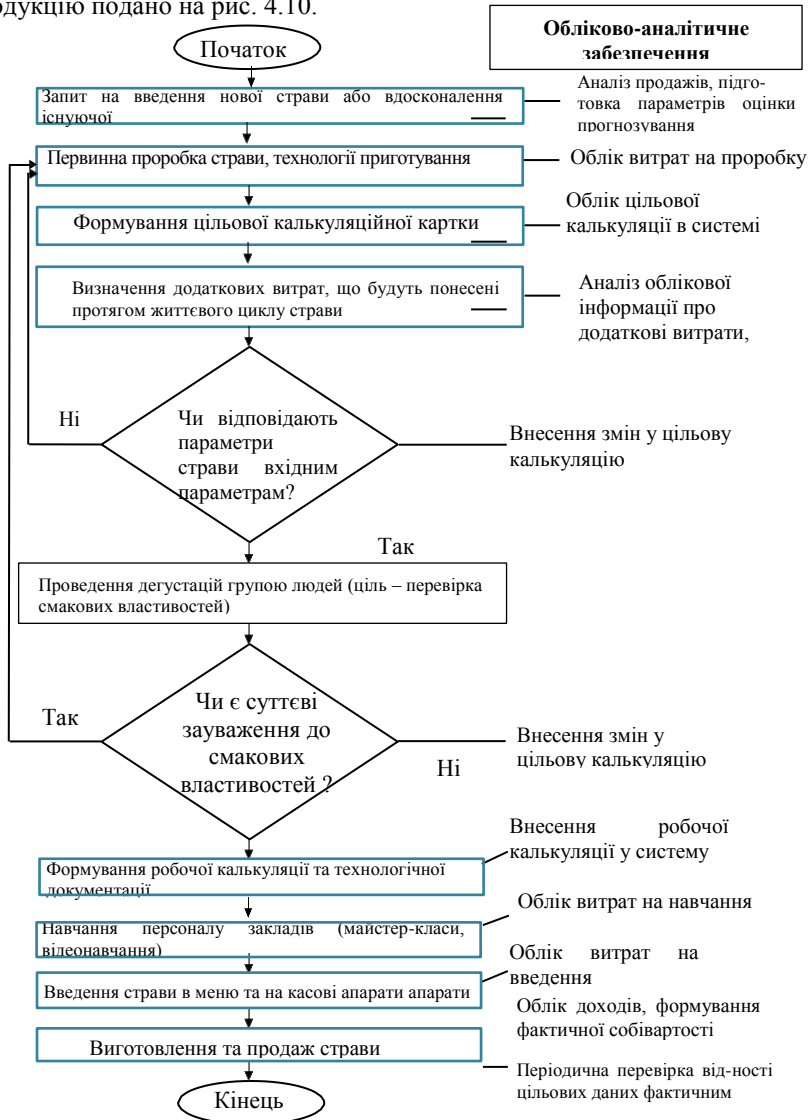 одукцію подано на рис. 4.10.
Початок
Обліково-аналітичне
забезпечення
Запит на введення нової страви або вдосконалення
існуючої
Аналіз продажів, підго-
товка параметрів оцінки
прогнозування
Первинна проробка страви, технології приготування
Облік витрат на проробку
Формування цільової калькуляційної картки
Облік цільової
калькуляції в системі
Визначення додаткових витрат, що будуть понесені
протягом життєвого циклу страви
Аналіз облікової
інформації про
додаткові витрати,
Ні
Чи відповідають
параметри
страви вхідним
параметрам?
Внесення змін у цільову
калькуляцію
Так
Проведення дегустацій групою людей (ціль – перевірка
смакових властивостей)
Так
Чи є суттєві
зауваження до
смакових
властивостей ?
Ні
Внесення змін у
цільову калькуляцію
Внесення робочої
калькуляції у систему
Формування робочої калькуляції та технологічної
документації
Облік витрат на навчання
Навчання персоналу закладів (майстер-класи,
відеонавчання)
Облік витрат на
введення
Введення страви в меню та на касові апарати апарати
Облік доходів, формування
фактичної собівартості
Виготовлення та продаж страви
Періодична перевірка від-ності
цільових даних фактичним
Кінець